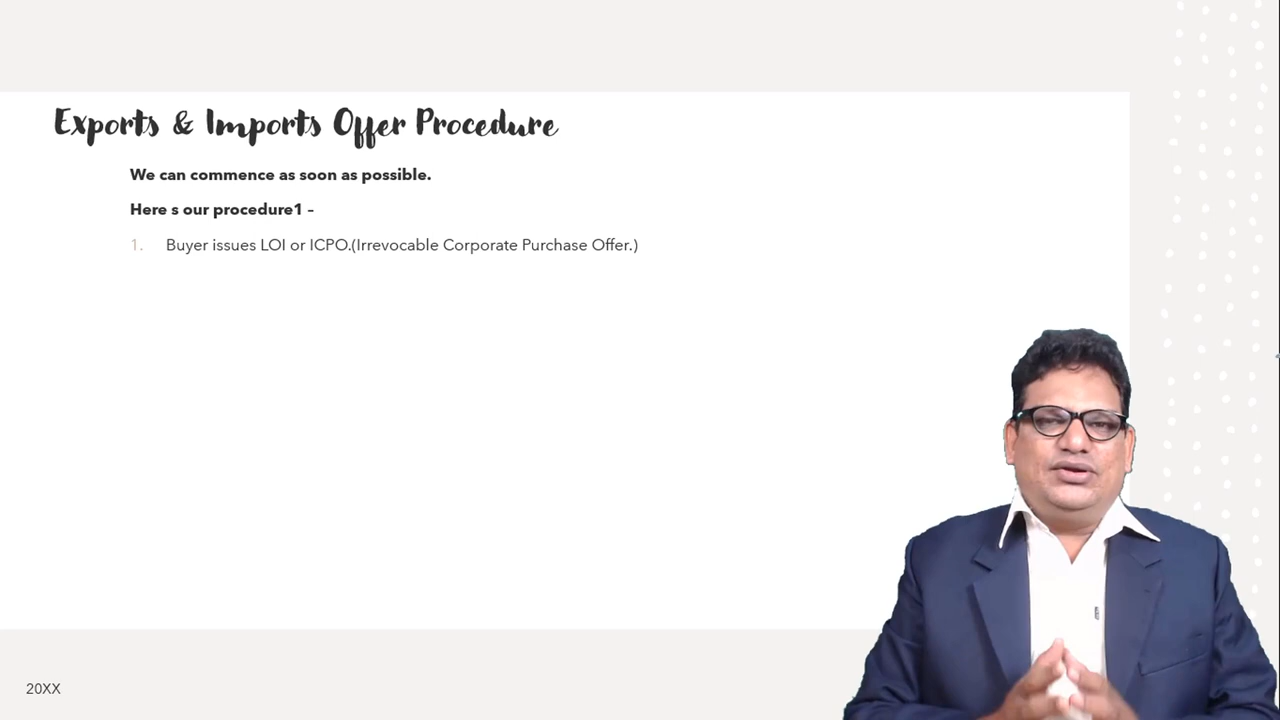 Exports & Imports Offer Procedure
We can commence as soon as possible.
Here s our procedure1 –
1. Buyer issues LOI or ICPO.(Irrevocable Corporate Purchase Offer.)
20XX